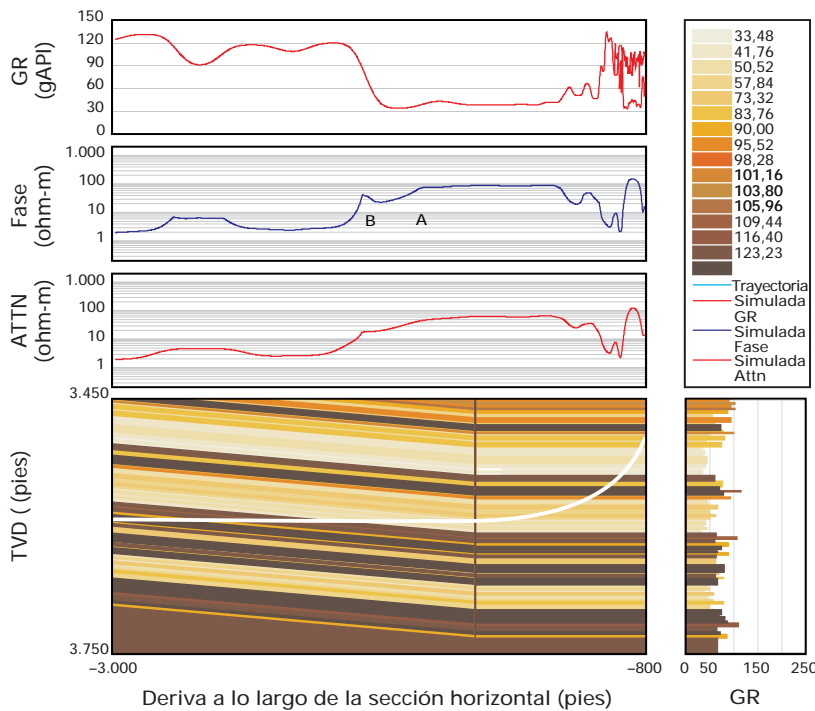 GR
(gAPI)
150
120
90
60
30
0
Fase
(ohm-m)
1.000
100
10
1
B
A
ATTN
(ohm-m)
1.000
100
10
1
TVD ( (pies)
3.450
3.750
–3.000
–800
Deriva a lo largo de la sección horizontal (pies)
33,48
41,76
50,52
57,84
73,32
83,76
90,00
95,52
98,28
101,16
103,80
105,96
109,44
116,40
123,23
Trayectoria
Simulada
GR
Simulada
Fase
Simulada
Attn
0 50 150 250
GR